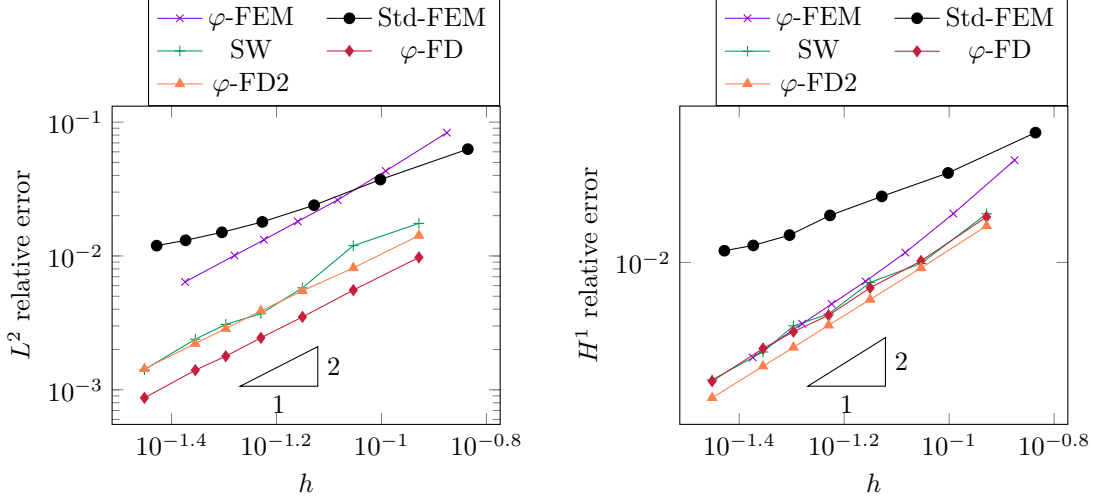 φ-FEM Std-FEM
SW φ-FD
φ-FD2
10^{-1}
10^{-2}
10^{-3}
L^2 relative error
2
1
10^{-1.4} 10^{-1.2} 10^{-1} 10^{-0.8}
h
φ-FEM Std-FEM
SW φ-FD
φ-FD2
10^{-2}
H^1 relative error
2
1
10^{-1.4} 10^{-1.2} 10^{-1} 10^{-0.8}
h